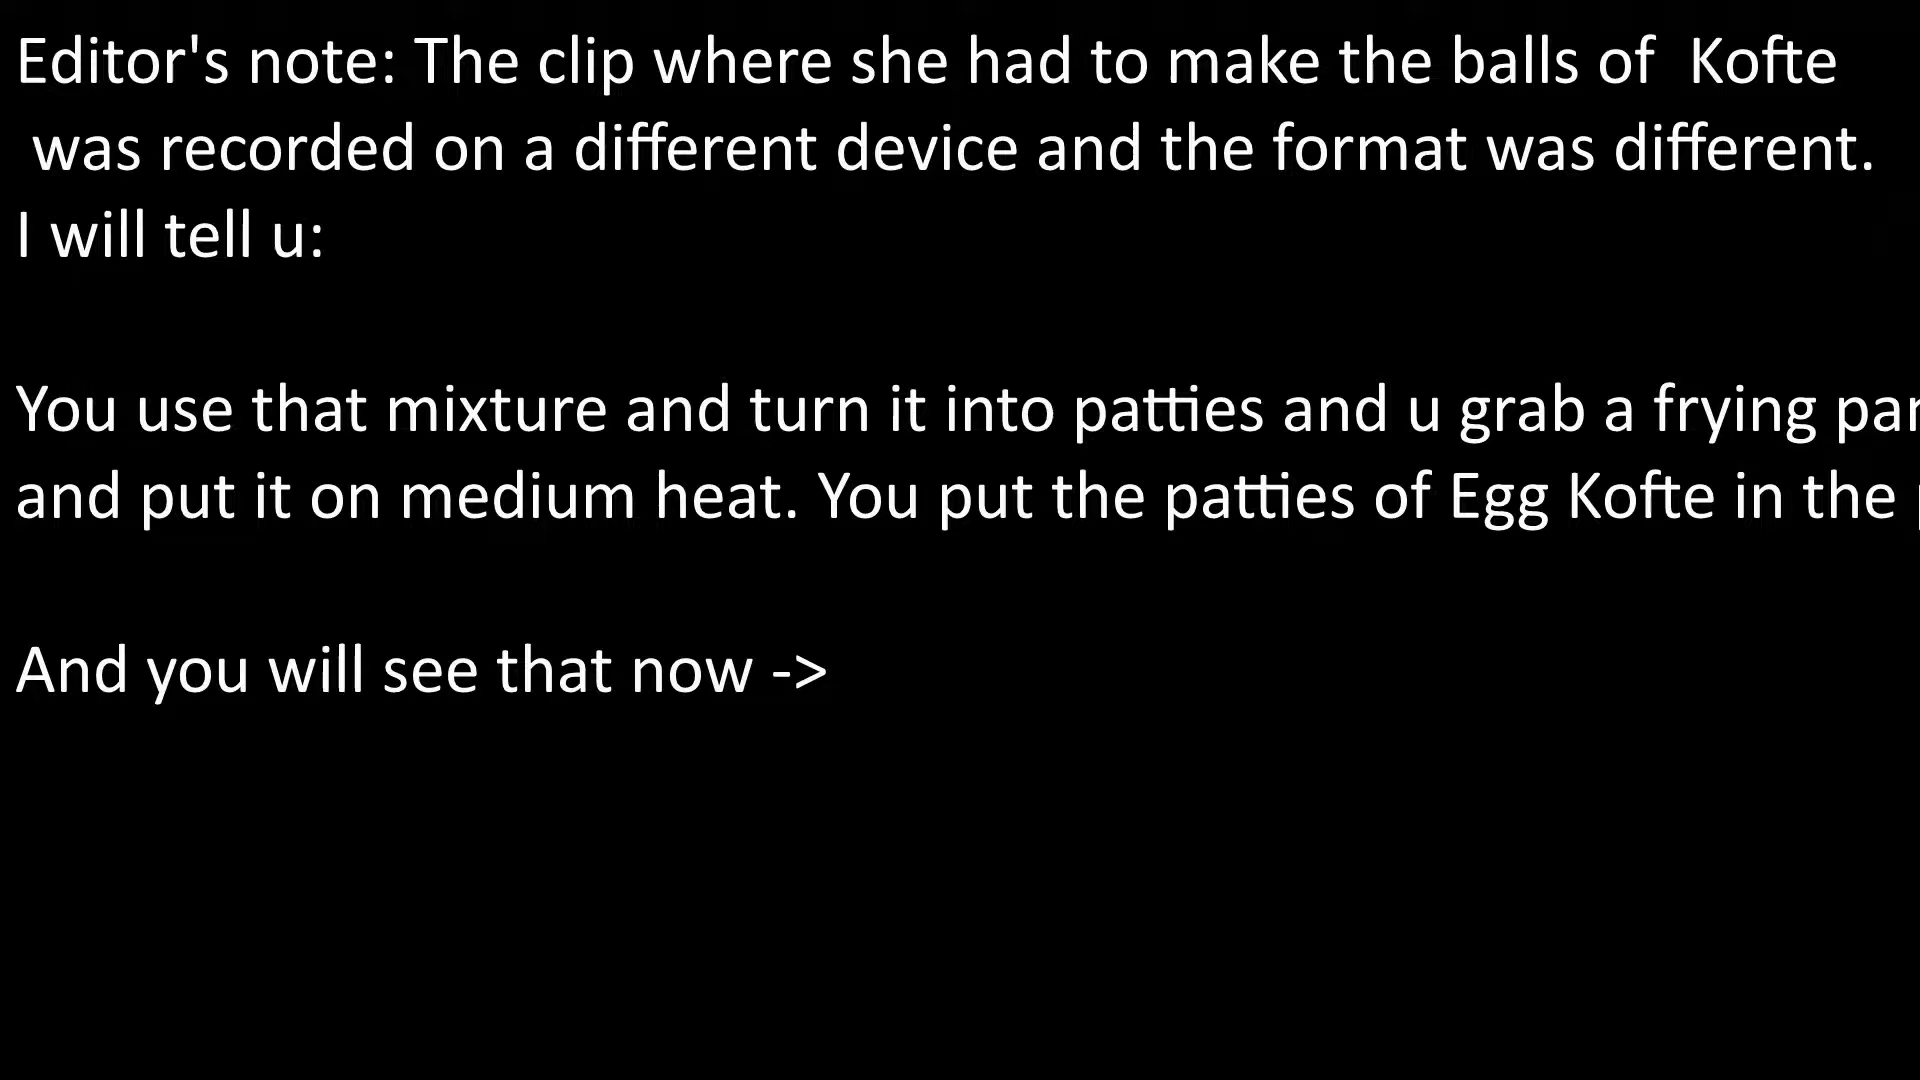 Editor's note: The clip where she had to make the balls of  Kofte
was recorded on a different device and the format was different.
I will tell u:
You use that mixture and turn it into patties and u grab a frying pan
and put it on medium heat. You put the patties of Egg Kofte in the
And you will see that now ->